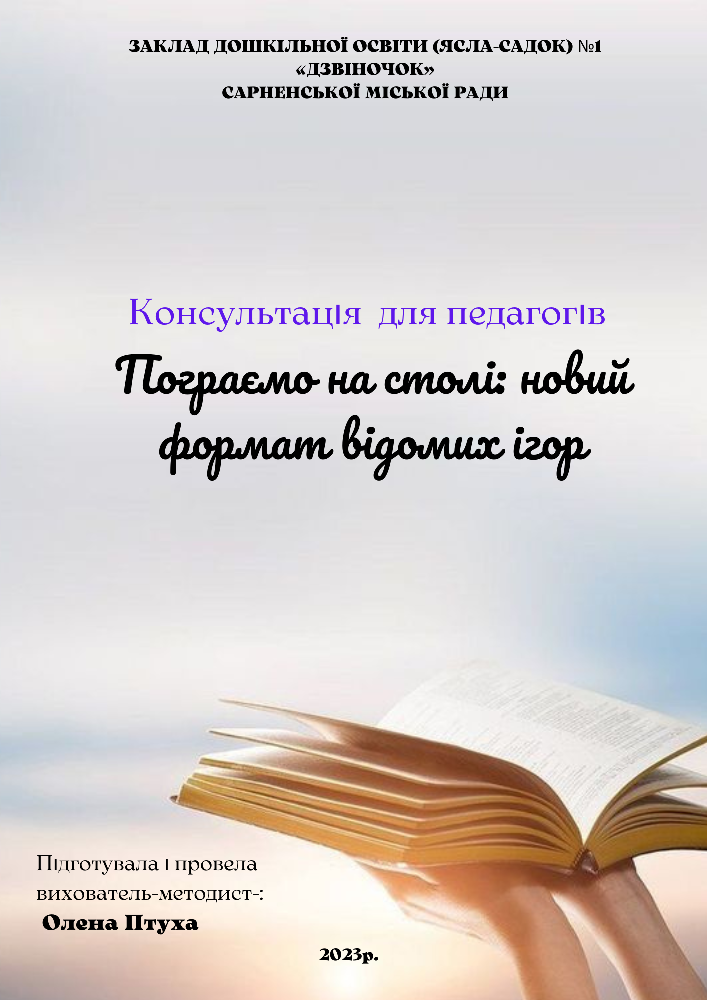 ЗАКЛАД ДОШКІЛЬНОЇ ОСВІТИ (ЯСЛА-САДОК) №1
«ДЗВІНОЧОК»
САРНЕНСЬКОЇ МІСЬКОЇ РАДИ
Консультація для педагогів
Пограємо на столі: новий
формат відомих ігор
Підготувала і провела
вихователь-методист-:
Олена Птуха
2023р.